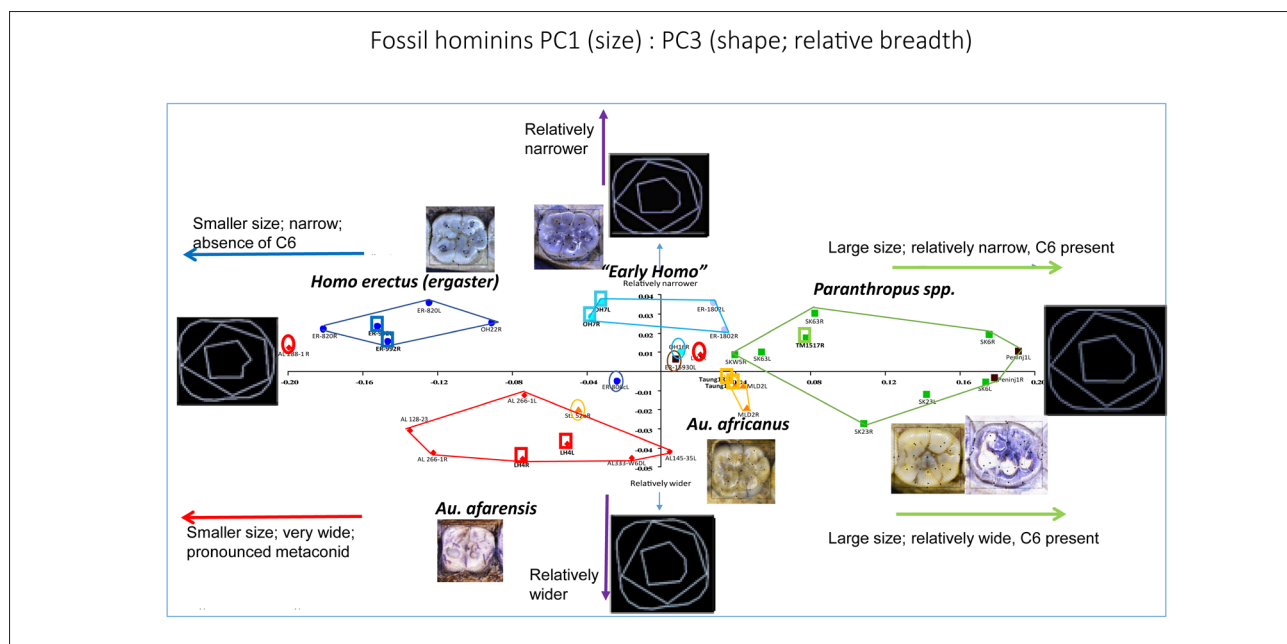 Fossil hominins PC1 (size) : PC3 (shape; relative breadth)
Relatively
narrower
Smaller size; narrow;
absence of C6
Large size; relatively narrow, C6 present
Homo erectus (ergaster)
“Early Homo”
Relatively narrower
Paranthropus spp.
0.04
0.03
0.01
-0.01
-0.02
-0.03
-0.04
-0.05
-0.20
-0.16
-0.12
-0.08
-0.04
0.08
0.12
0.16
0.20
ER-820L
ER-820R
ER-992R
OH22R
OH7L
OH7R
ER-1802L
ER-1802R
SK63R
SKW5R
SK63L
TM1517R
SK6R
Peninj1L
Peninj1R
SK6L
SK23L
SK23R
Taung1R
MLD2L
MLD2R
AL 266-1L
AL 128-23
AL 266-1R
LH4R
LH4L
AL333-W60L
AL145-35L
Au. africanus
Relatively wider
Au. afarensis
Smaller size; very wide;
pronounced metaconid
Relatively
wider
Large size; relatively wide, C6 present